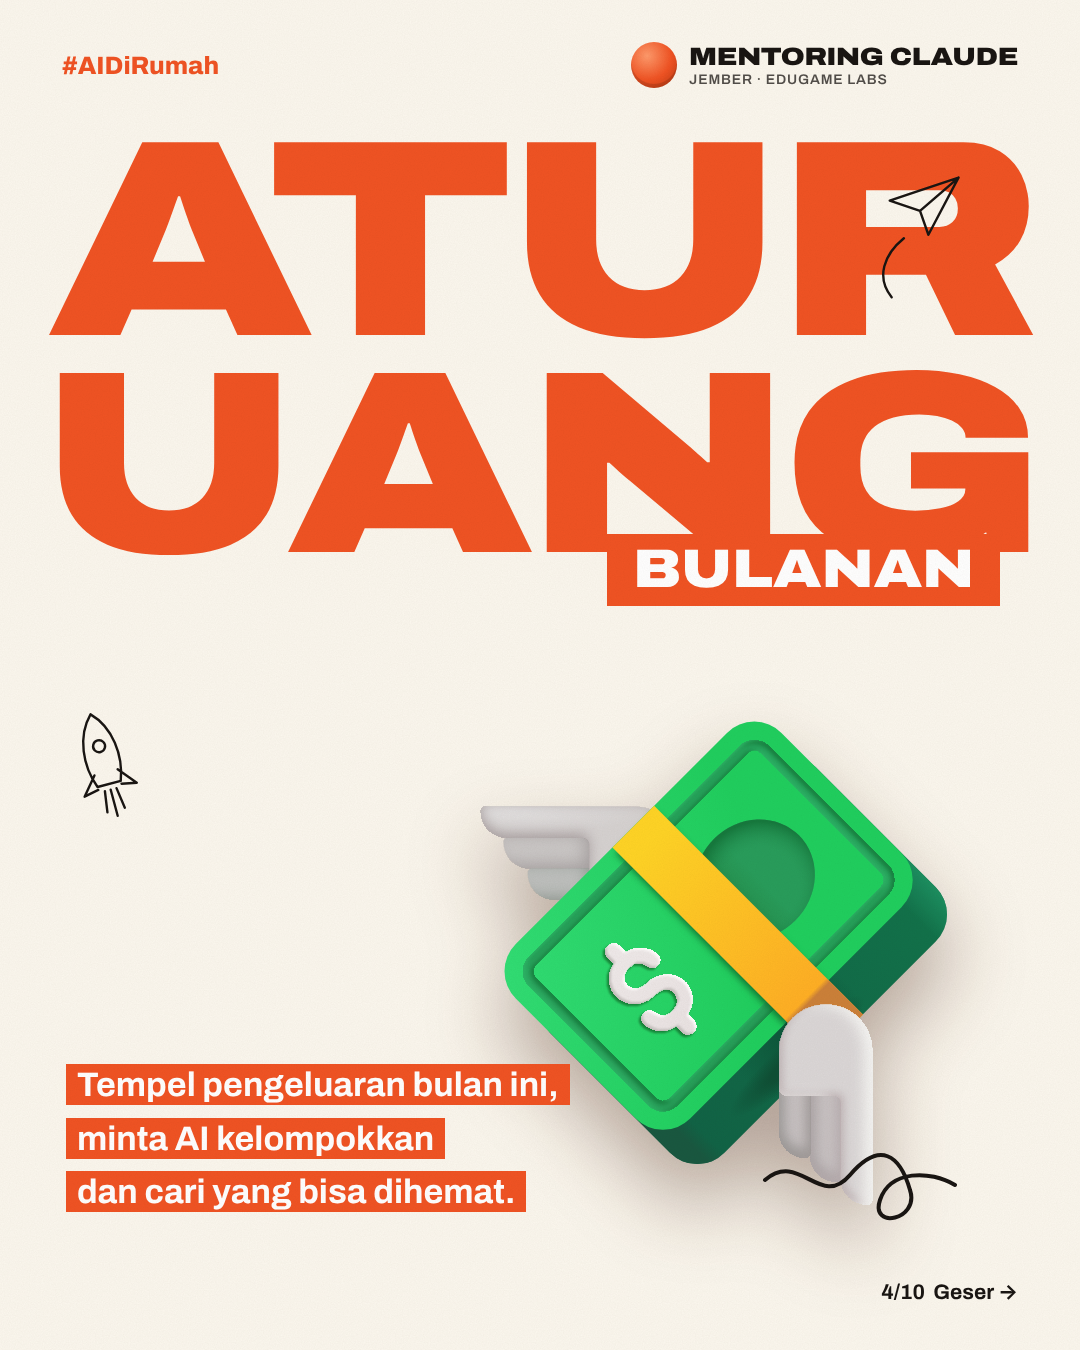 #AIDiRumah
MENTORING CLAUDE
JEMBER · EDUGAME LABS
ATUR
UANG
BULANAN
$
Tempel pengeluaran bulan ini,
minta AI kelompokkan
dan cari yang bisa dihemat.
4/10 Geser →